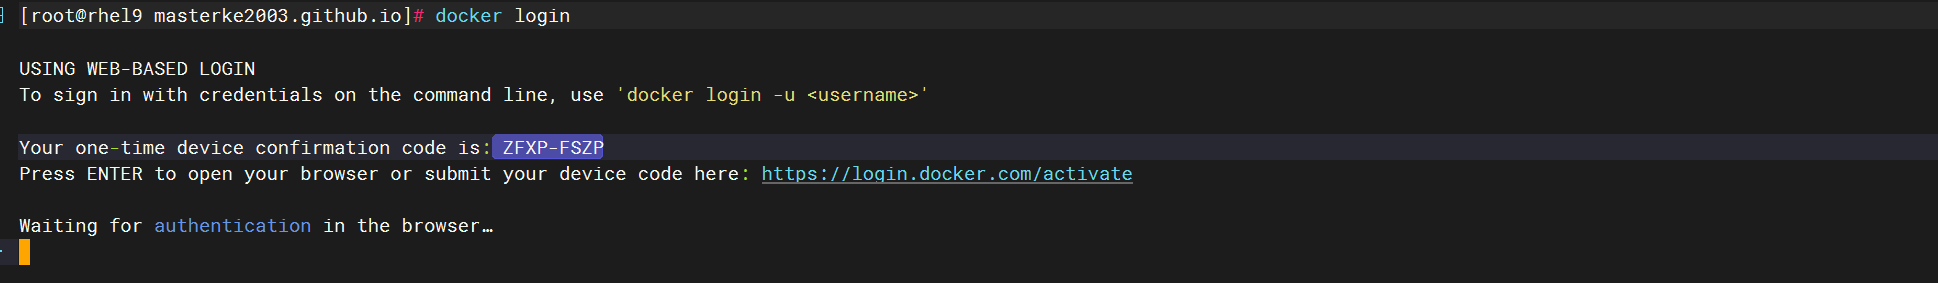 [root@rhel9 masterke2003.github.io]# docker login
USING WEB-BASED LOGIN
To sign in with credentials on the command line, use 'docker login -u <username>'
Your one-time device confirmation code is: ZFXP-FSZP
Press ENTER to open your browser or submit your device code here: https://login.docker.com/activate
Waiting for authentication in the browser…